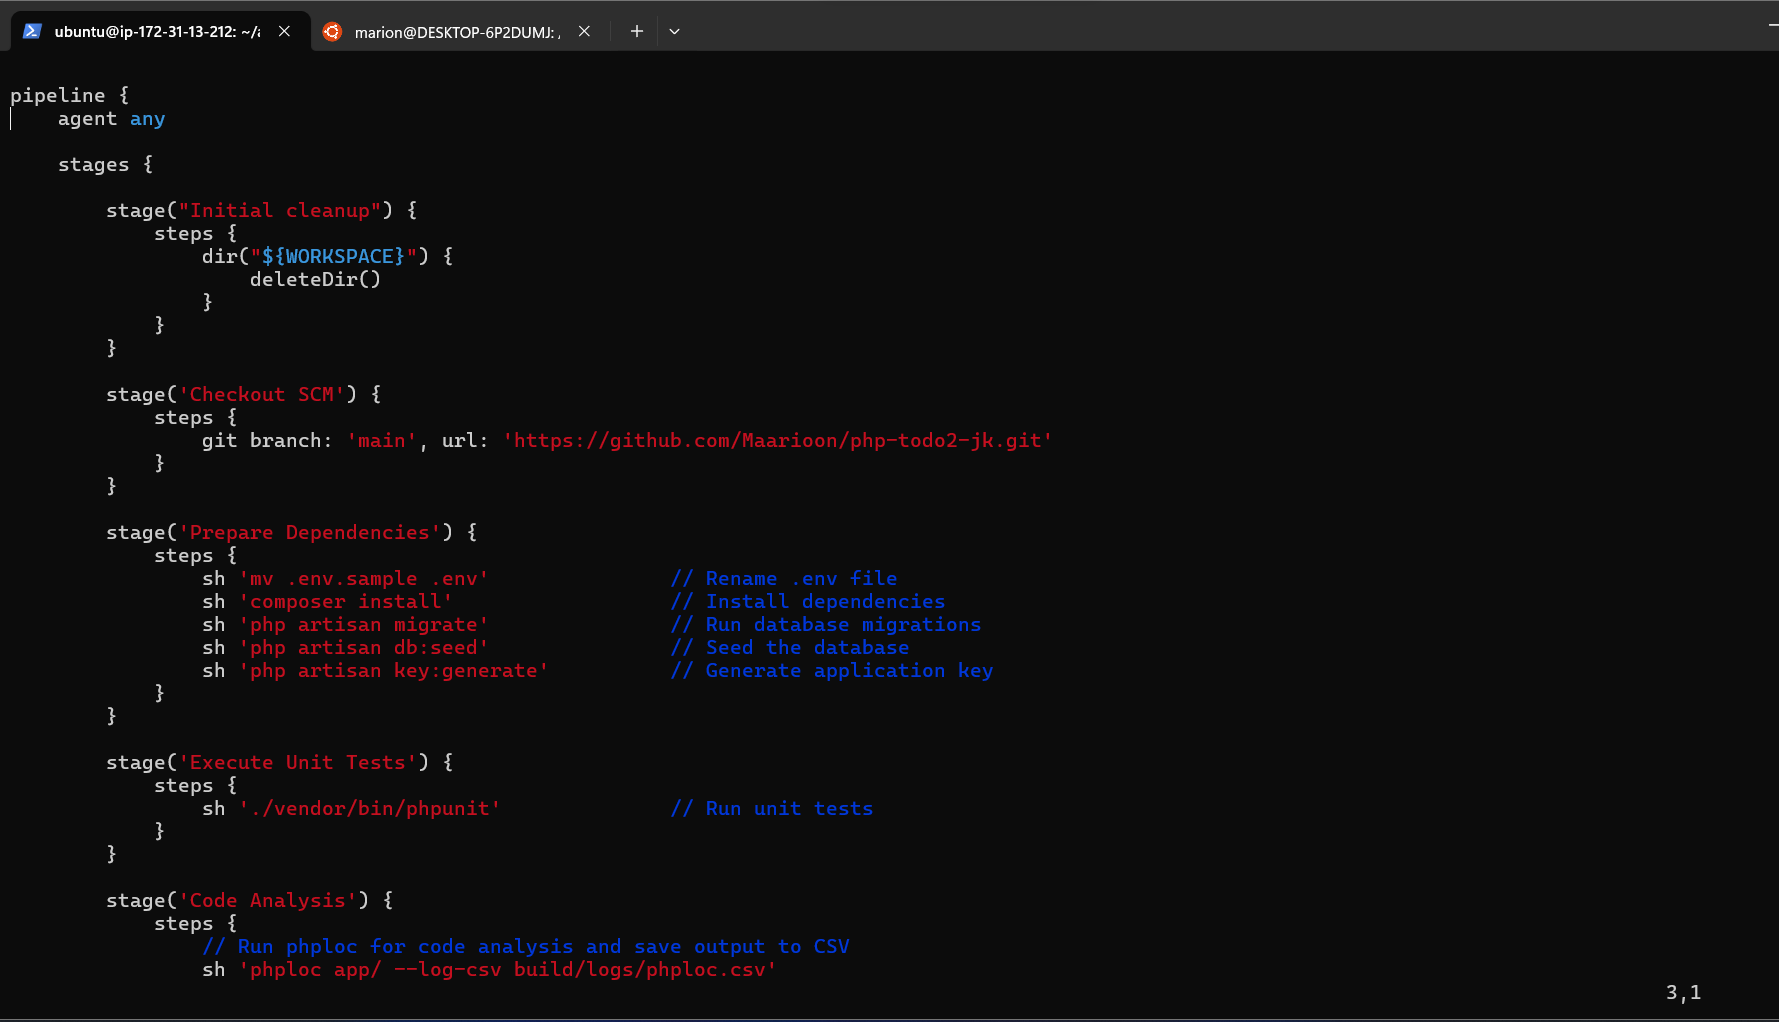 ubuntu@ip-172-31-13-212: ~/a
marion@DESKTOP-6P2DUMJ: /
pipeline {
    agent any
    stages {
        stage("Initial cleanup") {
            steps {
                dir("${WORKSPACE}") {
                    deleteDir()
                }
            }
        }
        stage('Checkout SCM') {
            steps {
                git branch: 'main', url: 'https://github.com/Maarioon/php-todo2-jk.git'
            }
        }
        stage('Prepare Dependencies') {
            steps {
                sh 'mv .env.sample .env'               // Rename .env file
                sh 'composer install'                  // Install dependencies
                sh 'php artisan migrate'               // Run database migrations
                sh 'php artisan db:seed'               // Seed the database
                sh 'php artisan key:generate'          // Generate application key
            }
        }
        stage('Execute Unit Tests') {
            steps {
                sh './vendor/bin/phpunit'              // Run unit tests
            }
        }
        stage('Code Analysis') {
            steps {
                // Run phploc for code analysis and save output to CSV
                sh 'phploc app/ --log-csv build/logs/phploc.csv'
3,1